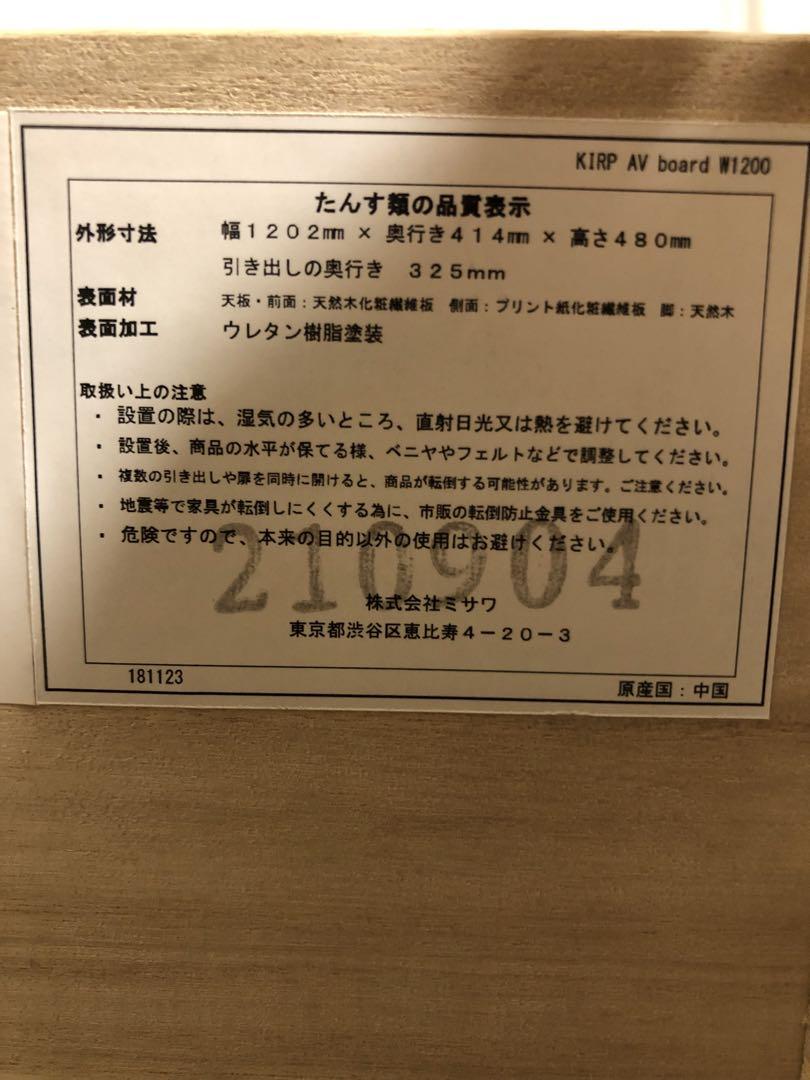 KIRP AV board W1200
たんす類の品質表示
外形寸法 幅1202㎜ × 奥行き414㎜ × 高さ480㎜
引き出しの奥行き 325mm
表面材 天板・前面：天然木化粧繊維板 側面：プリント紙化粧繊維板 脚：天然木
表面加工 ウレタン樹脂塗装
取扱い上の注意
・ 設置の際は、湿気の多いところ、直射日光又は熱を避けてください。
・ 設置後、商品の水平が保てる様、ベニヤやフェルトなどで調整してください。
・ 複数の引き出しや扉を同時に開けると、商品が転倒する可能性があります。ご注意ください。
・ 地震等で家具が転倒しにくくする為に、市販の転倒防止金具をご使用ください。
・ 危険ですので、本来の目的以外の使用はお避けください。
210904
株式会社ミサワ
東京都渋谷区恵比寿4－20－3
181123
原産国：中国